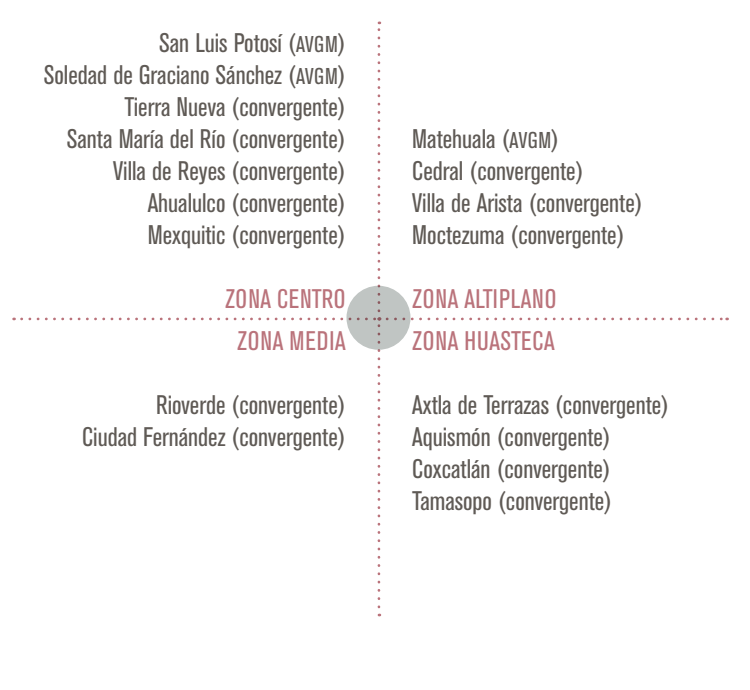 San Luis Potosí (AVGM)
Soledad de Graciano Sánchez (AVGM)
Tierra Nueva (convergente)
Santa María del Río (convergente)
Villa de Reyes (convergente)
Ahualulco (convergente)
Mexquitic (convergente)
ZONA CENTRO
Matehuala (AVGM)
Cedral (convergente)
Villa de Arista (convergente)
Moctezuma (convergente)
ZONA ALTIPLANO
ZONA MEDIA
Rioverde (convergente)
Ciudad Fernández (convergente)
ZONA HUASTECA
Axtla de Terrazas (convergente)
Aquismón (convergente)
Coxcatlán (convergente)
Tamasopo (convergente)